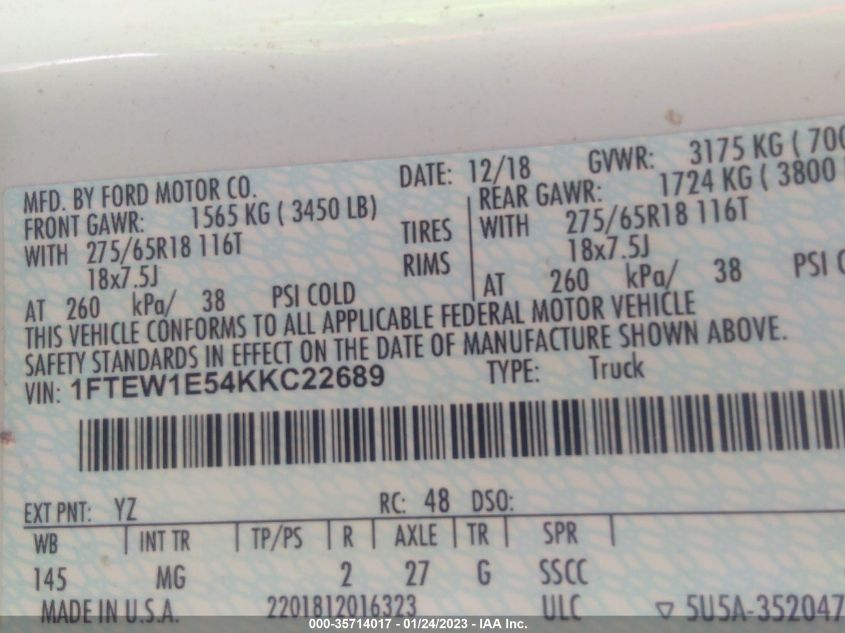 MFD. BY FORD MOTOR CO. DATE: 12/18 GVWR: 3175 KG ( 700
FRONT GAWR: 1565 KG ( 3450 LB) REAR GAWR: 1724 KG ( 3800
WITH 275/65R18 116T TIRES WITH 275/65R18 116T
18x7.5J RIMS 18x7.5J
AT 260 kPa/ 38 PSI COLD AT 260 kPa/ 38 PSI C
THIS VEHICLE CONFORMS TO ALL APPLICABLE FEDERAL MOTOR VEHICLE
SAFETY STANDARDS IN EFFECT ON THE DATE OF MANUFACTURE SHOWN ABOVE.
VIN: 1FTEW1E54KKC22689 TYPE: Truck
EXT PNT: YZ RC: 48 DSO:
WB INT TR TP/PS R AXLE TR SPR
145 MG 2 27 G SSCC
MADE IN U.S.A. 2201812016323 ULC ▽ 5U5A-352047
000-35714017 - 01/24/2023 - IAA Inc.